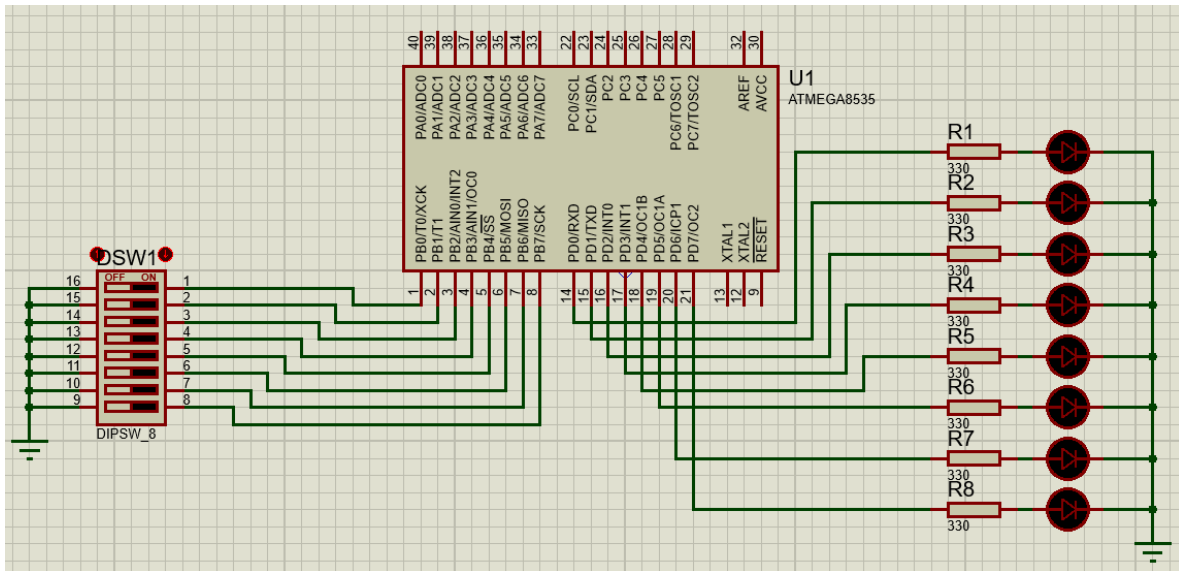 40
39
38
37
36
35
34
33
22
23
24
25
26
27
28
29
32
30
PA0/ADC0
PA1/ADC1
PA2/ADC2
PA3/ADC3
PA4/ADC4
PA5/ADC5
PA6/ADC6
PA7/ADC7
PC0/SCL
PC1/SDA
PC2
PC3
PC4
PC5
PC6/TOSC1
PC7/TOSC2
AREF
AVCC
U1
ATMEGA8535
PB0/T0/XCK
PB1/T1
PB2/AIN0/INT2
PB3/AIN1/OC0
PB4/SS
PB5/MOSI
PB6/MISO
PB7/SCK
PD0/RXD
PD1/TXD
PD2/INT0
PD3/INT1
PD4/OC1B
PD5/OC1A
PD6/ICP1
PD7/OC2
XTAL1
XTAL2
RESET
1
2
3
4
5
6
7
8
14
15
16
17
18
19
20
21
13
12
9
DSW1
OFF ON
16 1
15 2
14 3
13 4
12 5
11 6
10 7
9 8
DIPSW_8
R1
330
R2
330
R3
330
R4
330
R5
330
R6
330
R7
330
R8
330